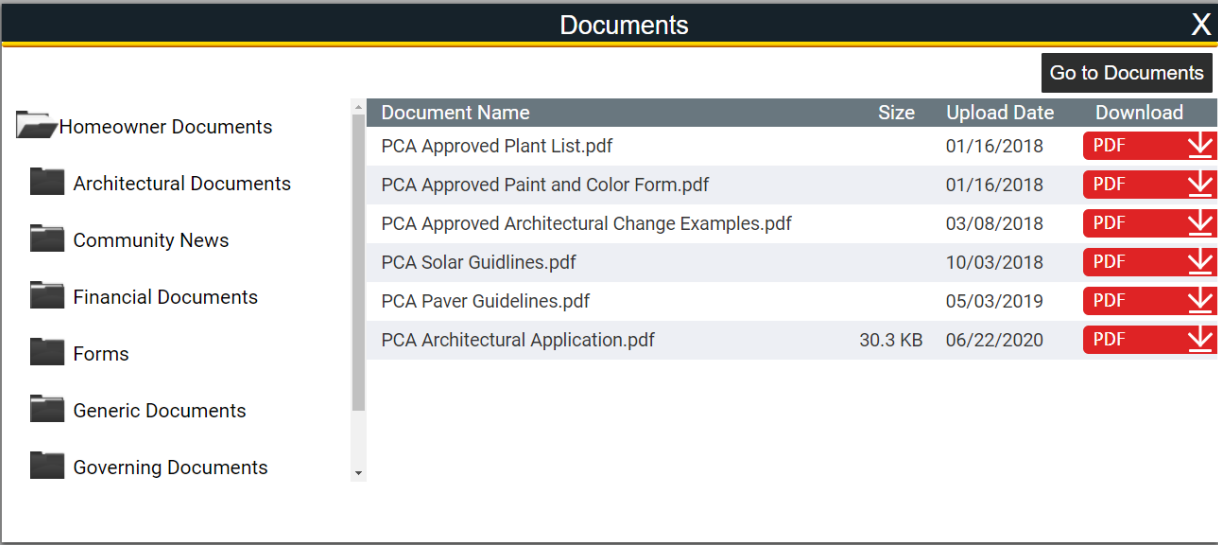 Documents X
Go to Documents
Homeowner Documents
Architectural Documents
Community News
Financial Documents
Forms
Generic Documents
Governing Documents
Document Name Size Upload Date Download
PCA Approved Plant List.pdf 01/16/2018 PDF
PCA Approved Paint and Color Form.pdf 01/16/2018 PDF
PCA Approved Architectural Change Examples.pdf 03/08/2018 PDF
PCA Solar Guidlines.pdf 10/03/2018 PDF
PCA Paver Guidelines.pdf 05/03/2019 PDF
PCA Architectural Application.pdf 30.3 KB 06/22/2020 PDF